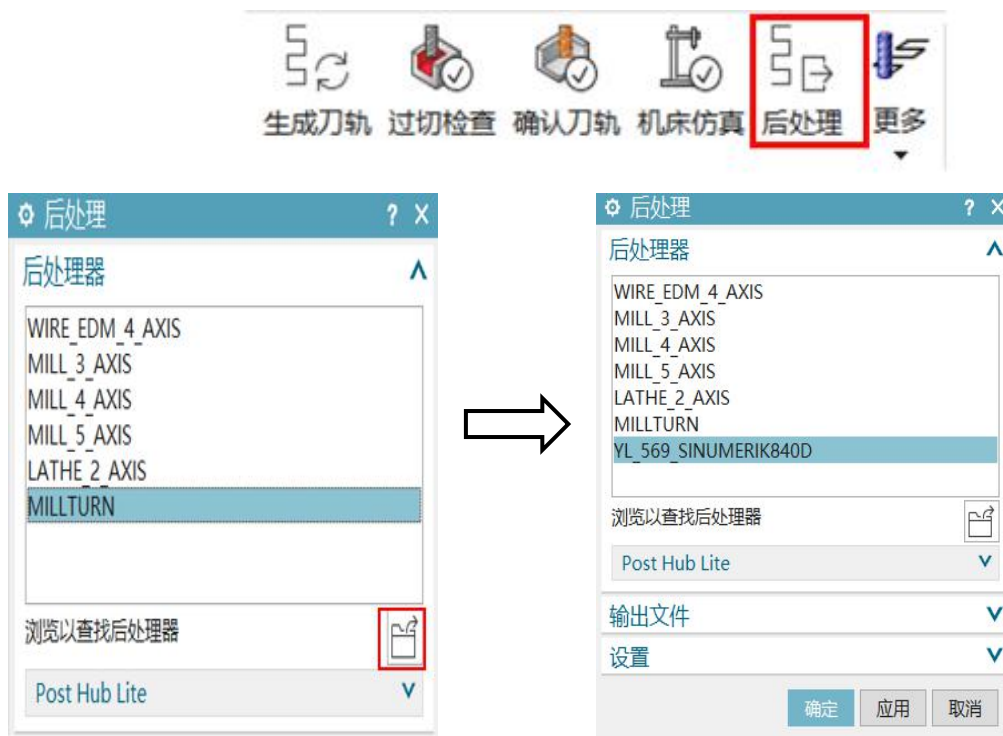 生成刀轨 过切检查 确认刀轨 机床仿真 后处理 更多
后处理 ? X
后处理器
WIRE_EDM_4_AXIS
MILL_3_AXIS
MILL_4_AXIS
MILL_5_AXIS
LATHE_2_AXIS
MILLTURN
浏览以查找后处理器
Post Hub Lite
后处理 ? X
后处理器
WIRE_EDM_4_AXIS
MILL_3_AXIS
MILL_4_AXIS
MILL_5_AXIS
LATHE_2_AXIS
MILLTURN
YL_569_SINUMERIK840D
浏览以查找后处理器
Post Hub Lite
输出文件
设置
确定 应用 取消